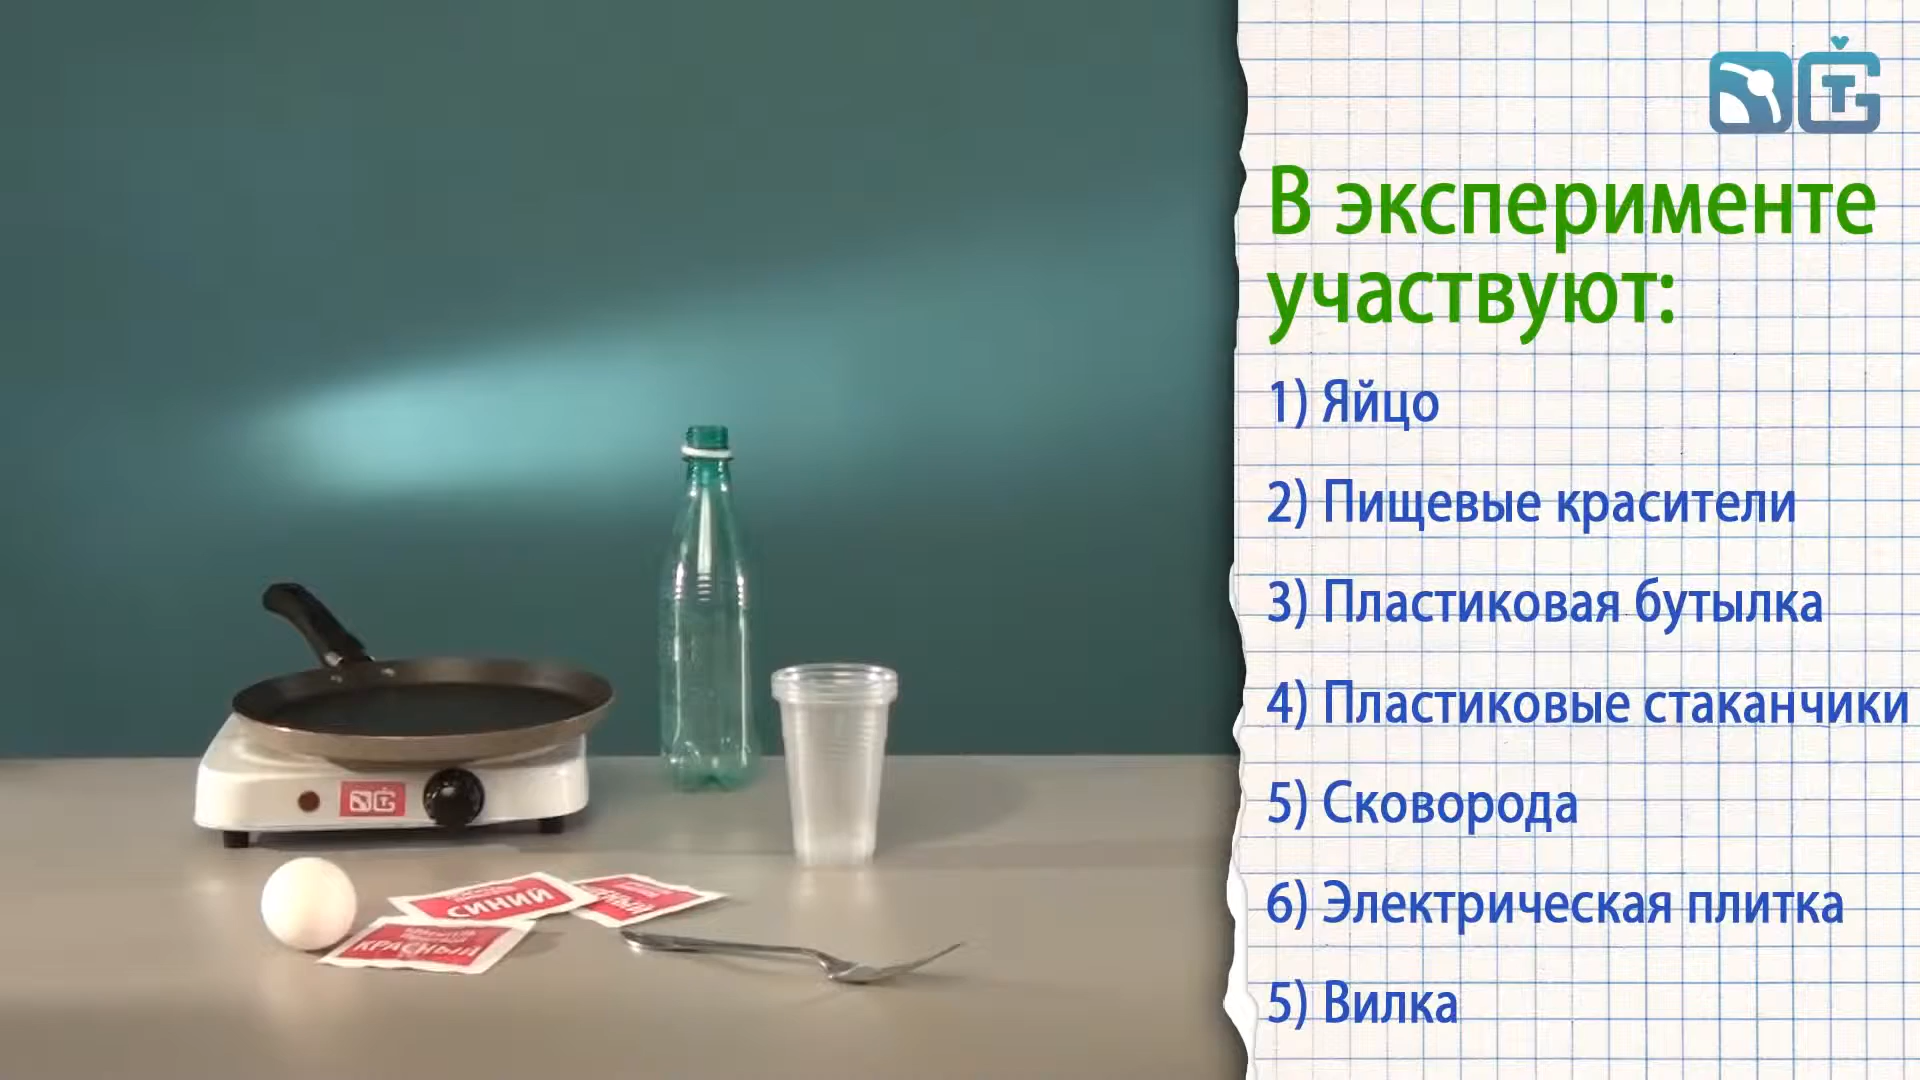 В эксперименте
участвуют:
1) Яйцо
2) Пищевые красители
3) Пластиковая бутылка
4) Пластиковые стаканчики
5) Сковорода
6) Электрическая плитка
5) Вилка
СИНИЙ
КРАСНЫЙ